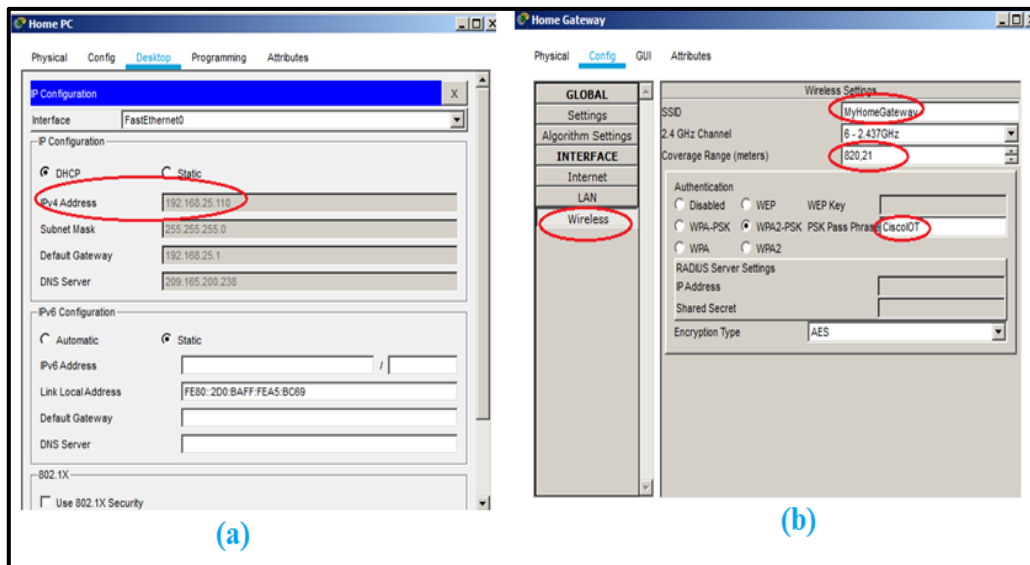 Home PC
Physical Config Desktop Programming Attributes
IP Configuration X
Interface FastEthernet0
IP Configuration
DHCP Static
IPv4 Address 192.168.25.110
Subnet Mask 255.255.255.0
Default Gateway 192.168.25.1
DNS Server 209.165.200.238
IPv6 Configuration
Automatic Static
IPv6 Address /
Link Local Address FE80::2D0:BAFF:FEA5:BC69
Default Gateway
DNS Server
802.1X
Use 802.1X Security
(a)
Home Gateway
Physical Config GUI Attributes
GLOBAL
Settings
Algorithm Settings
INTERFACE
Internet
LAN
Wireless
Wireless Settings
SSID MyHomeGateway
2.4 GHz Channel 6 - 2.437GHz
Coverage Range (meters) 820,21
Authentication
Disabled WEP WEP Key
WPA-PSK WPA2-PSK PSK Pass Phrase CiscoIOT
WPA WPA2
RADIUS Server Settings
IP Address
Shared Secret
Encryption Type AES
(b)